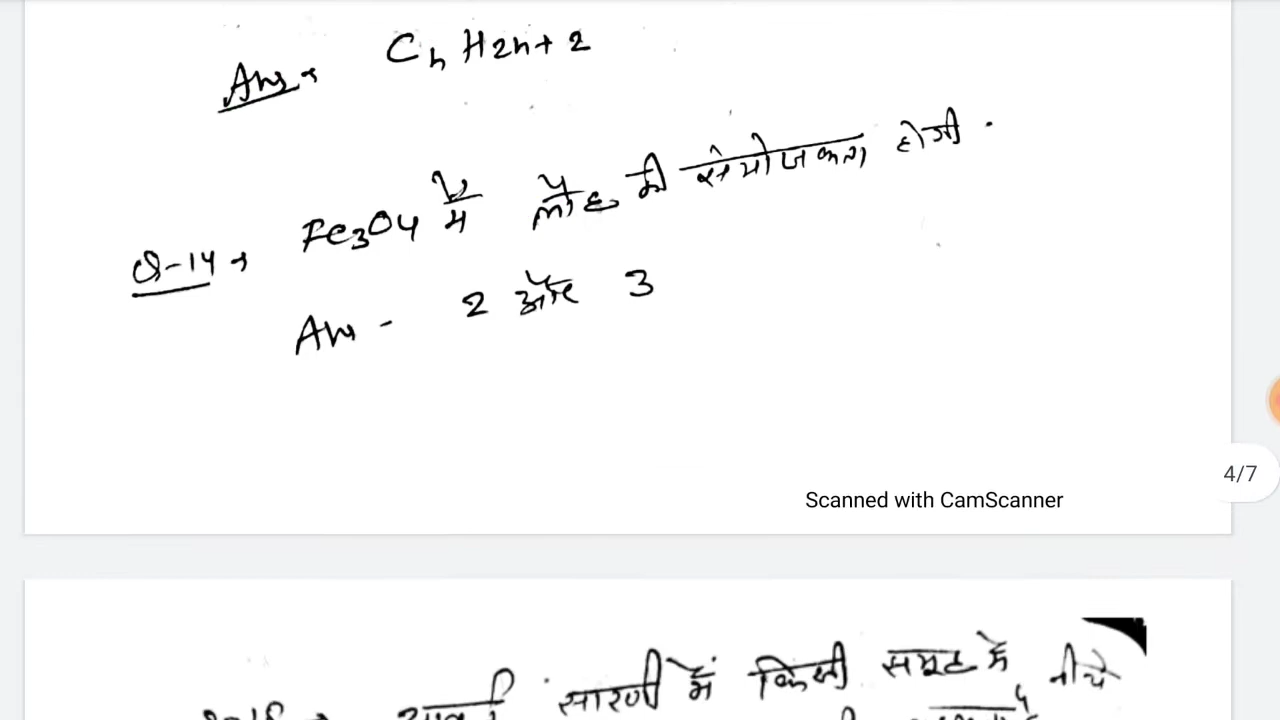 Ans → CnH2n+2
Q-14 → Fe3O4 में लौह की संयोजकता होगी .
Ans - 2 और 3
4/7
Scanned with CamScanner
सारणी में किसी समूह में नीचे